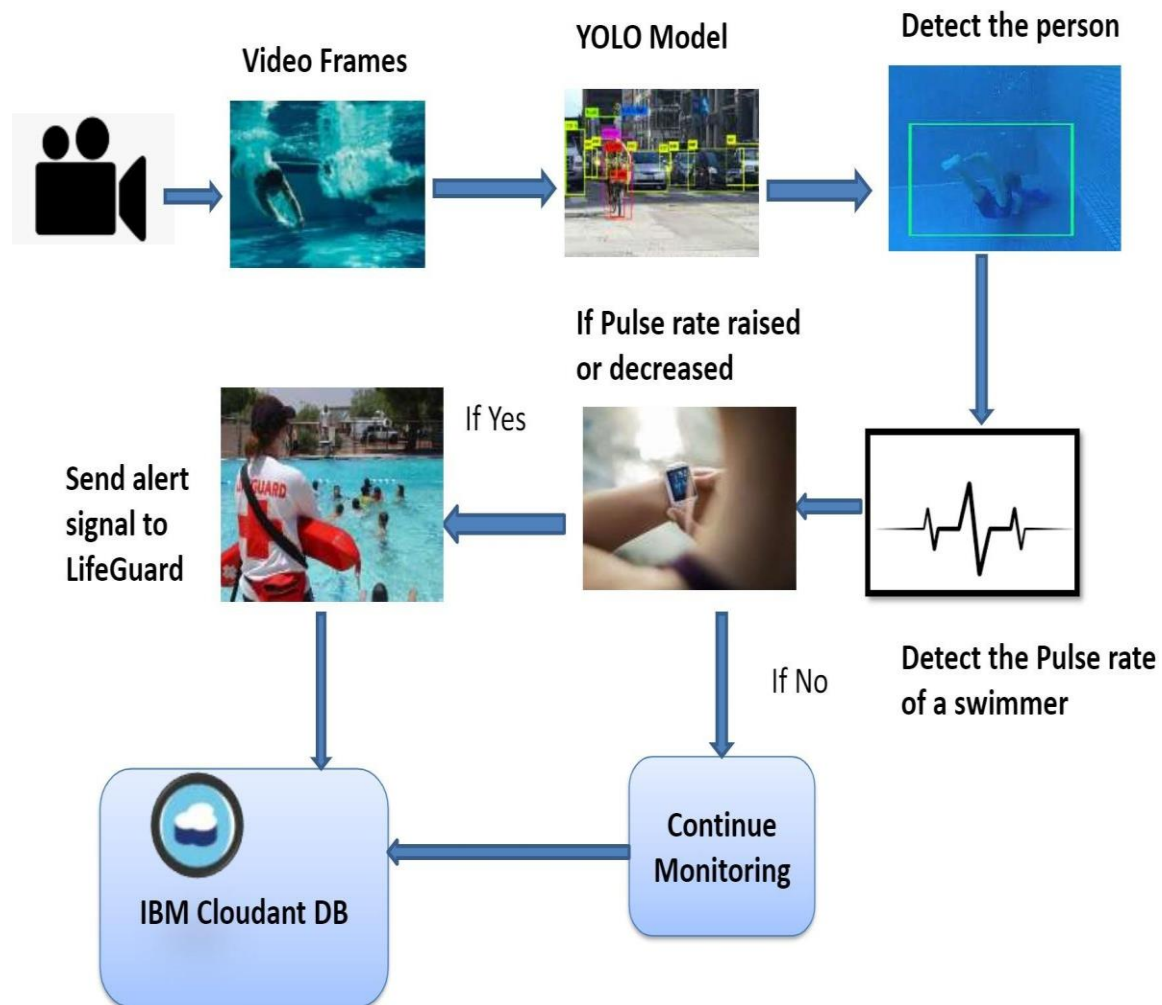 Video Frames
YOLO Model
Detect the person
If Pulse rate raised
or decreased
If Yes
Send alert
signal to
LifeGuard
GUARD
If No
Detect the Pulse rate
of a swimmer
Continue
Monitoring
IBM Cloudant DB